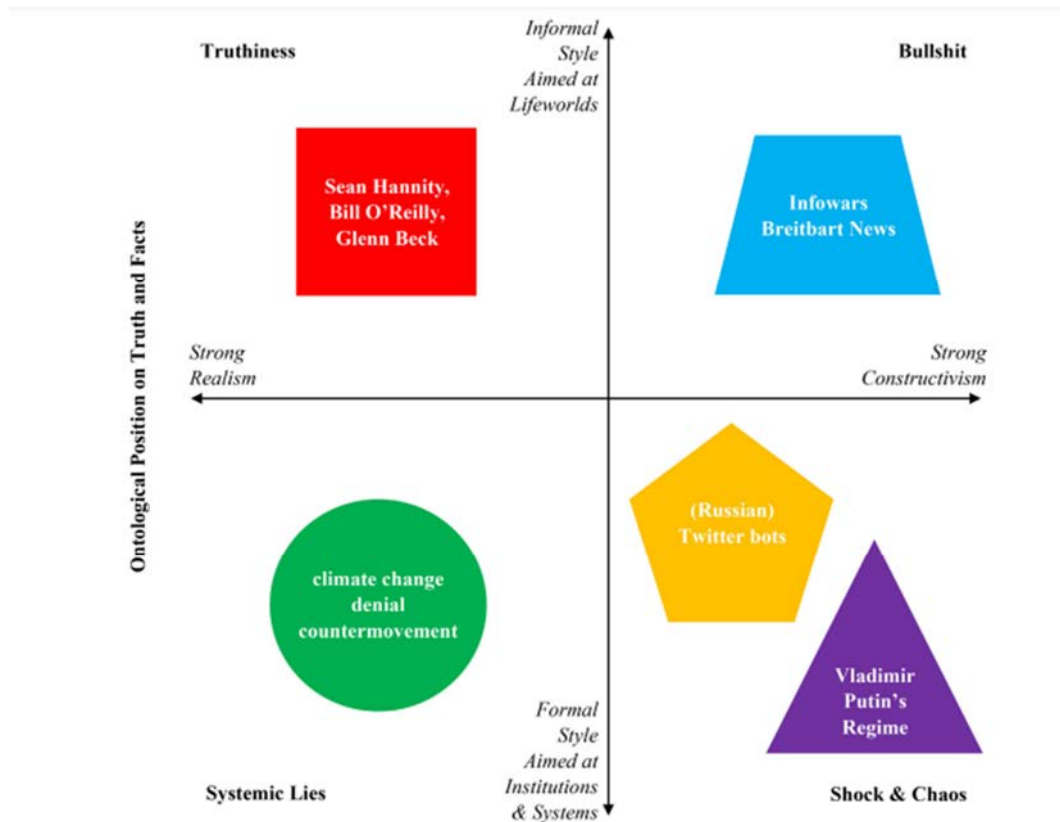 Truthiness
Informal
Style
Aimed at
Lifeworlds
Bullshit
Sean Hannity,
Bill O’Reilly,
Glenn Beck
Infowars
Breitbart News
Ontological Position on Truth and Facts
Strong
Realism
Strong
Constructivism
(Russian)
Twitter bots
climate change
denial
countermovement
Vladimir
Putin’s
Regime
Formal
Style
Aimed at
Institutions
& Systems
Systemic Lies
Shock & Chaos